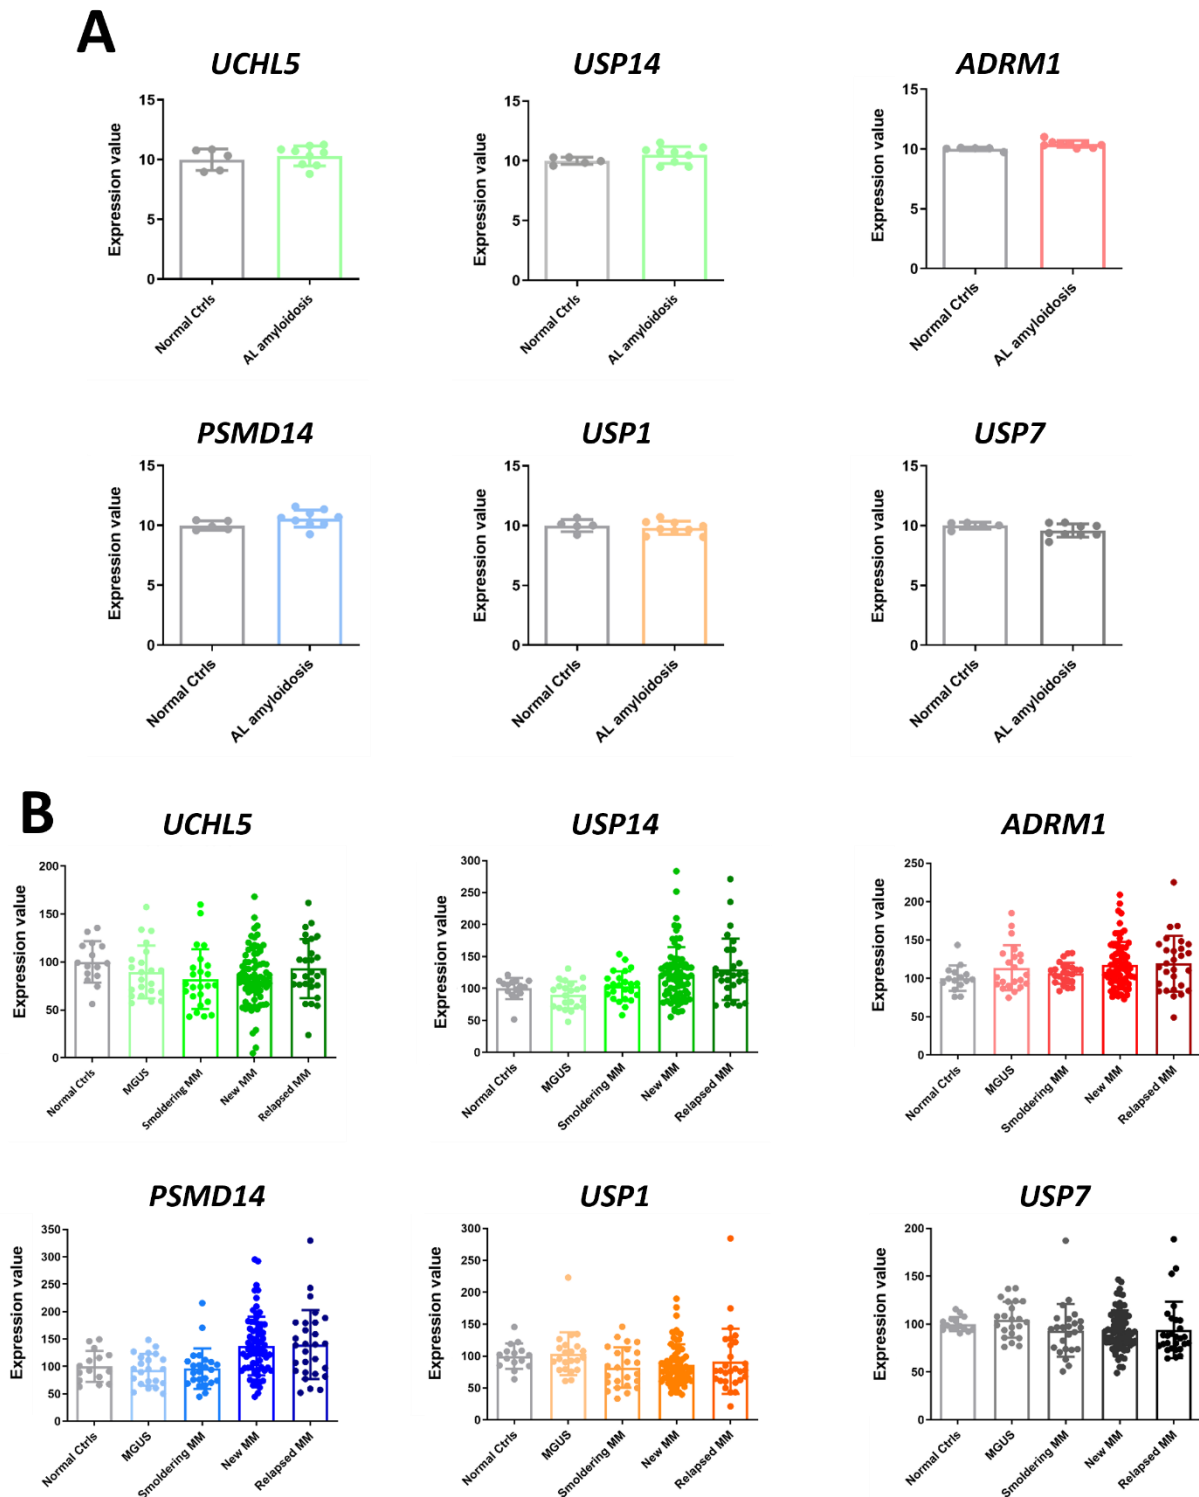 A
UCHL5
USP14
ADRM1
Expression value
15
10
5
0
Normal Ctrls
AL amyloidosis
Expression value
15
10
5
0
Normal Ctrls
AL amyloidosis
Expression value
15
10
5
0
Normal Ctrls
AL amyloidosis
PSMD14
USP1
USP7
Expression value
15
10
5
0
Normal Ctrls
AL amyloidosis
Expression value
15
10
5
0
Normal Ctrls
AL amyloidosis
Expression value
15
10
5
0
Normal Ctrls
AL amyloidosis
B
UCHL5
USP14
ADRM1
Expression value
200
150
100
50
0
Normal Ctrls
MGUS
Smoldering MM
New MM
Relapsed MM
Expression value
300
250
200
150
100
50
0
Normal Ctrls
MGUS
Smoldering MM
New MM
Relapsed MM
Expression value
250
200
150
100
50
0
Normal Ctrls
MGUS
Smoldering MM
New MM
Relapsed MM
PSMD14
USP1
USP7
Expression value
350
300
250
200
150
100
50
0
Normal Ctrls
MGUS
Smoldering MM
New MM
Relapsed MM
Expression value
300
250
200
150
100
50
0
Normal Ctrls
MGUS
Smoldering MM
New MM
Relapsed MM
Expression value
200
150
100
50
0
Normal Ctrls
MGUS
Smoldering MM
New MM
Relapsed MM